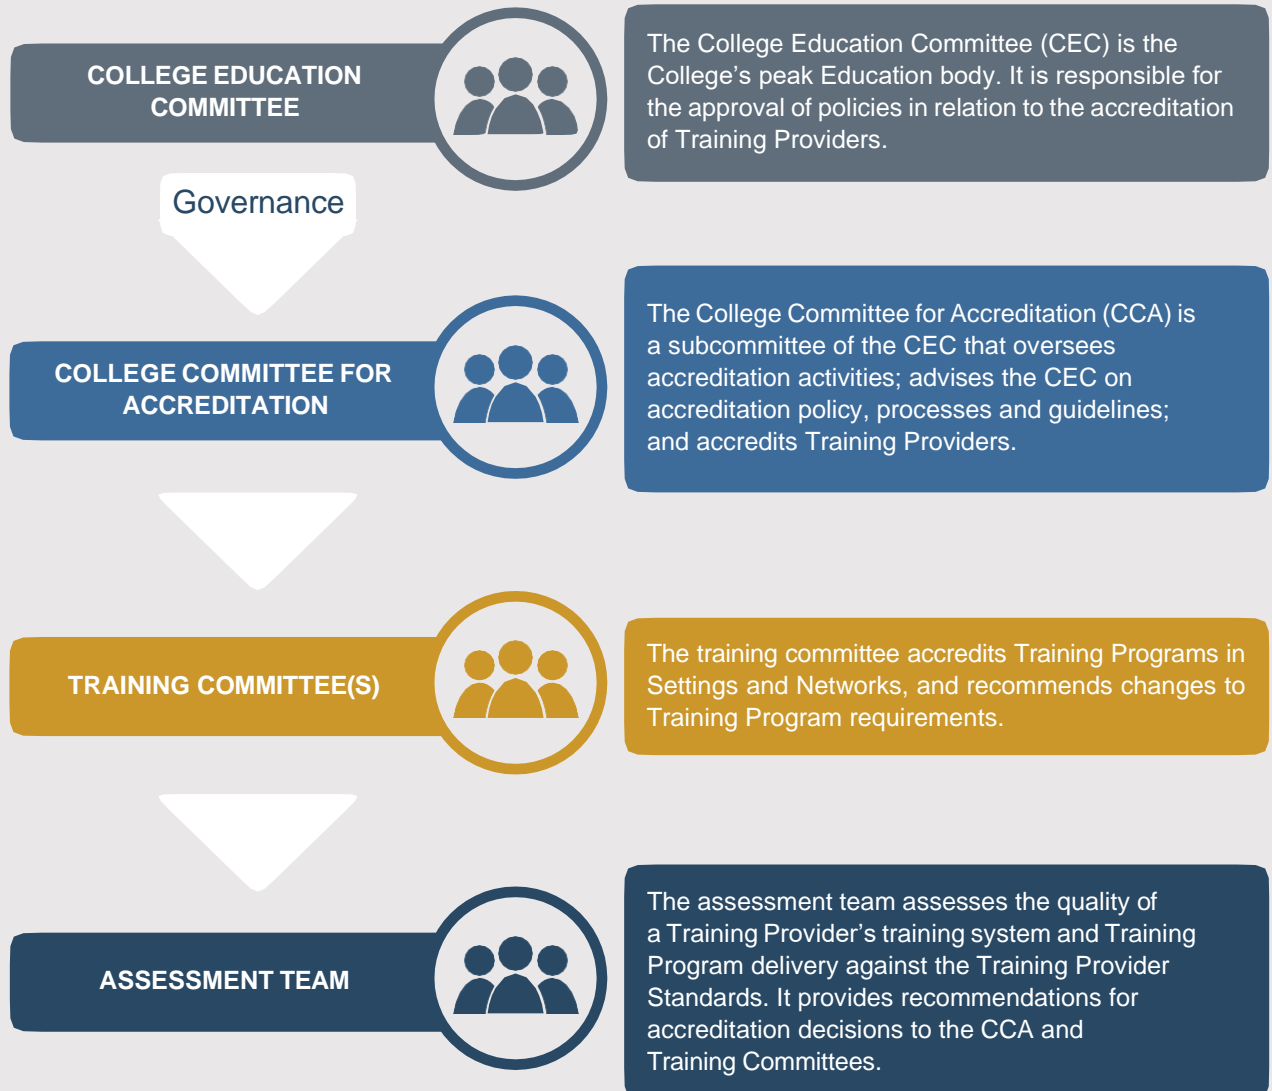 COLLEGE EDUCATION
COMMITTEE
The College Education Committee (CEC) is the
College’s peak Education body. It is responsible for
the approval of policies in relation to the accreditation
of Training Providers.
Governance
COLLEGE COMMITTEE FOR
ACCREDITATION
The College Committee for Accreditation (CCA) is
a subcommittee of the CEC that oversees
accreditation activities; advises the CEC on
accreditation policy, processes and guidelines;
and accredits Training Providers.
TRAINING COMMITTEE(S)
The training committee accredits Training Programs in
Settings and Networks, and recommends changes to
Training Program requirements.
ASSESSMENT TEAM
The assessment team assesses the quality of
a Training Provider’s training system and Training
Program delivery against the Training Provider
Standards. It provides recommendations for
accreditation decisions to the CCA and
Training Committees.